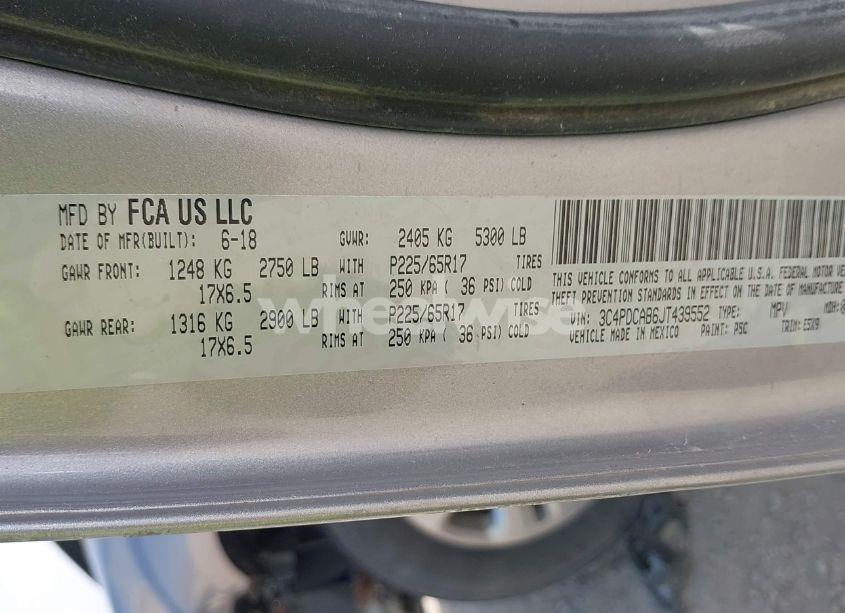 MFD BY FCA US LLC
DATE OF MFR(BUILT): 6-18 GVWR: 2405 KG 5300 LB
GAWR FRONT: 1248 KG 2750 LB WITH P225/65R17 TIRES
17X6.5 RIMS AT 250 KPA ( 36 PSI) COLD
GAWR REAR: 1316 KG 2900 LB WITH P225/65R17 TIRES
17X6.5 RIMS AT 250 KPA ( 36 PSI) COLD
THIS VEHICLE CONFORMS TO ALL APPLICABLE U.S.A. FEDERAL MOTOR
THEFT PREVENTION STANDARDS IN EFFECT ON THE DATE OF MANUFACTURE
VIN: 3C4PDCAB6JT439552 TYPE: MPV MDH:
VEHICLE MADE IN MEXICO PAINT: PSC TRIM: E5X9
wheelwise